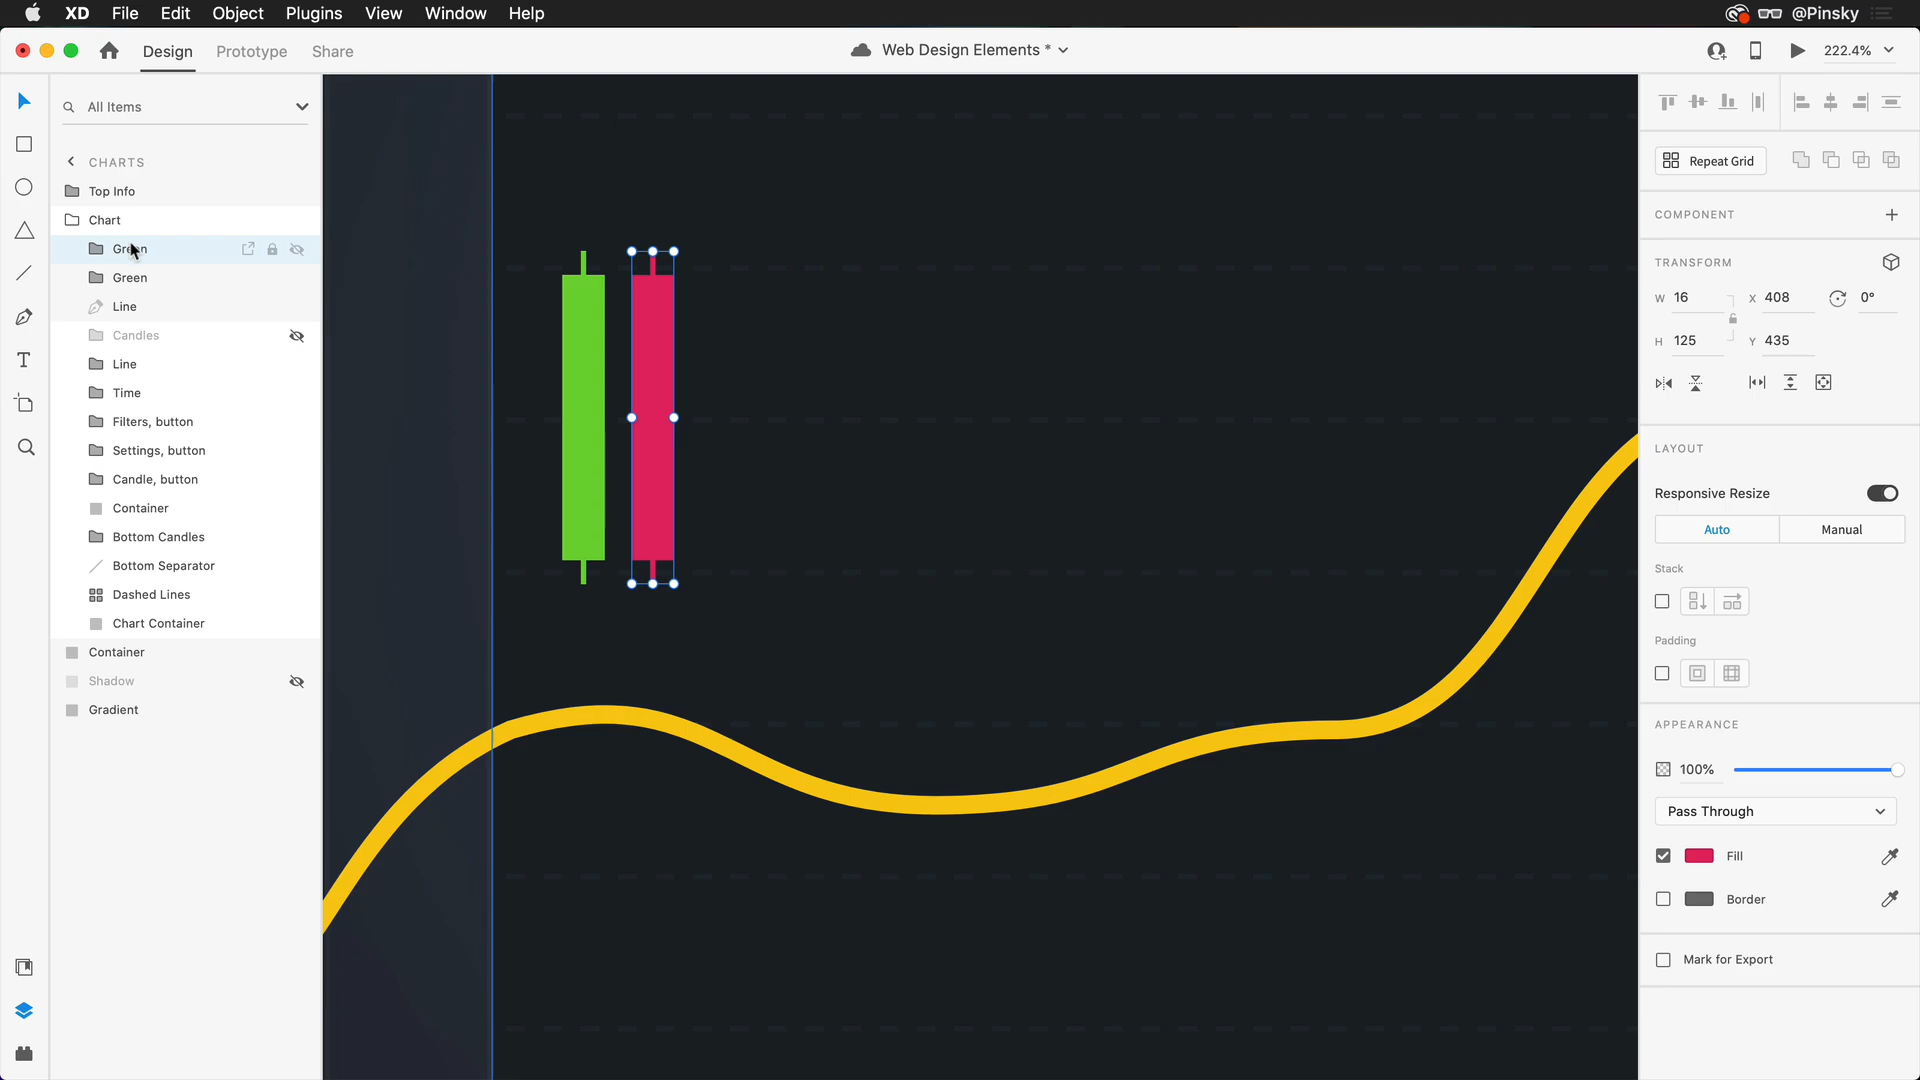 XD File Edit Object Plugins View Window Help
@Pinsky
Design Prototype Share
Web Design Elements *
222.4%
All Items
CHARTS
Top Info
Chart
Green
Green
Line
Candles
Line
Time
Filters, button
Settings, button
Candle, button
Container
Bottom Candles
Bottom Separator
Dashed Lines
Chart Container
Container
Shadow
Gradient
Repeat Grid
COMPONENT
TRANSFORM
W 16 X 408 0°
H 125 Y 435
LAYOUT
Responsive Resize
Auto Manual
Stack
Padding
APPEARANCE
100%
Pass Through
Fill
Border
Mark for Export